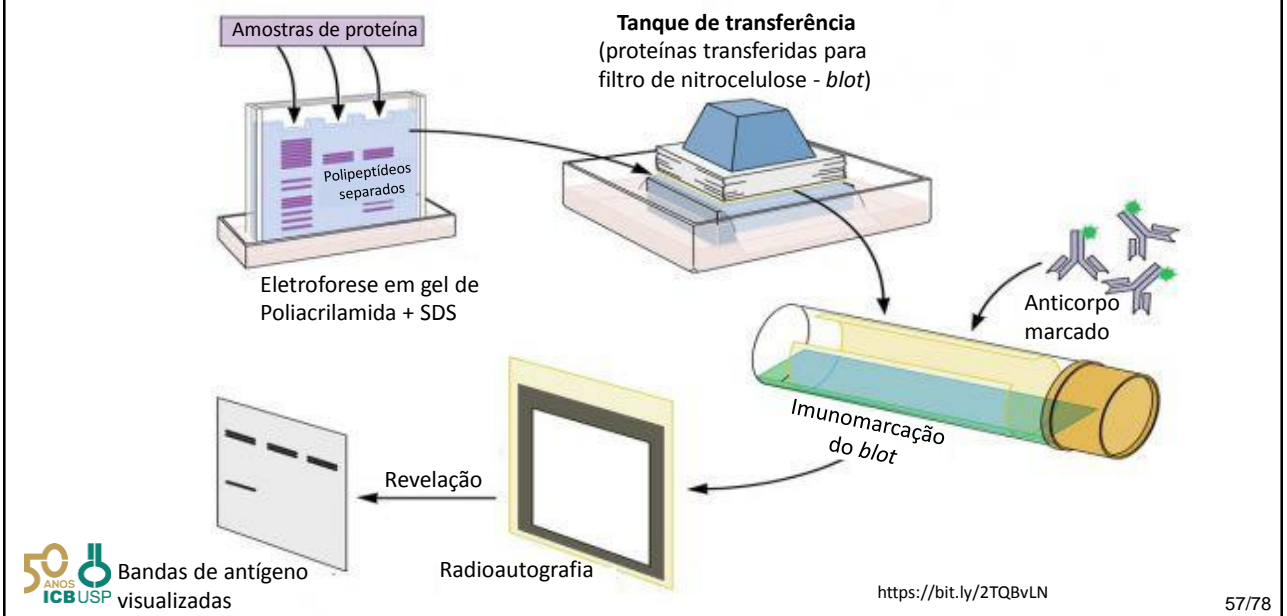 Amostras de proteína
Tanque de transferência
(proteínas transferidas para
filtro de nitrocelulose - blot)
Polipeptídeos
separados
Eletroforese em gel de
Poliacrilamida + SDS
Anticorpo
marcado
Imunomarcação
do blot
Revelação
Radioautografia
Bandas de antígeno
visualizadas
50
ANOS
ICBUSP
https://bit.ly/2TQBvLN
57/78